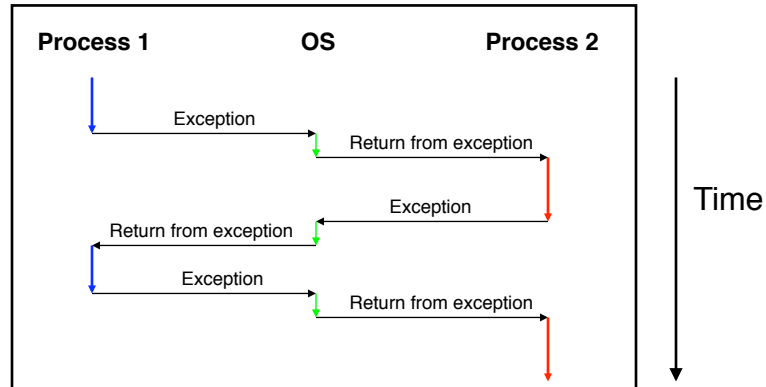 Process 1 OS Process 2
Exception
Return from exception
Exception
Return from exception
Exception
Return from exception
Time